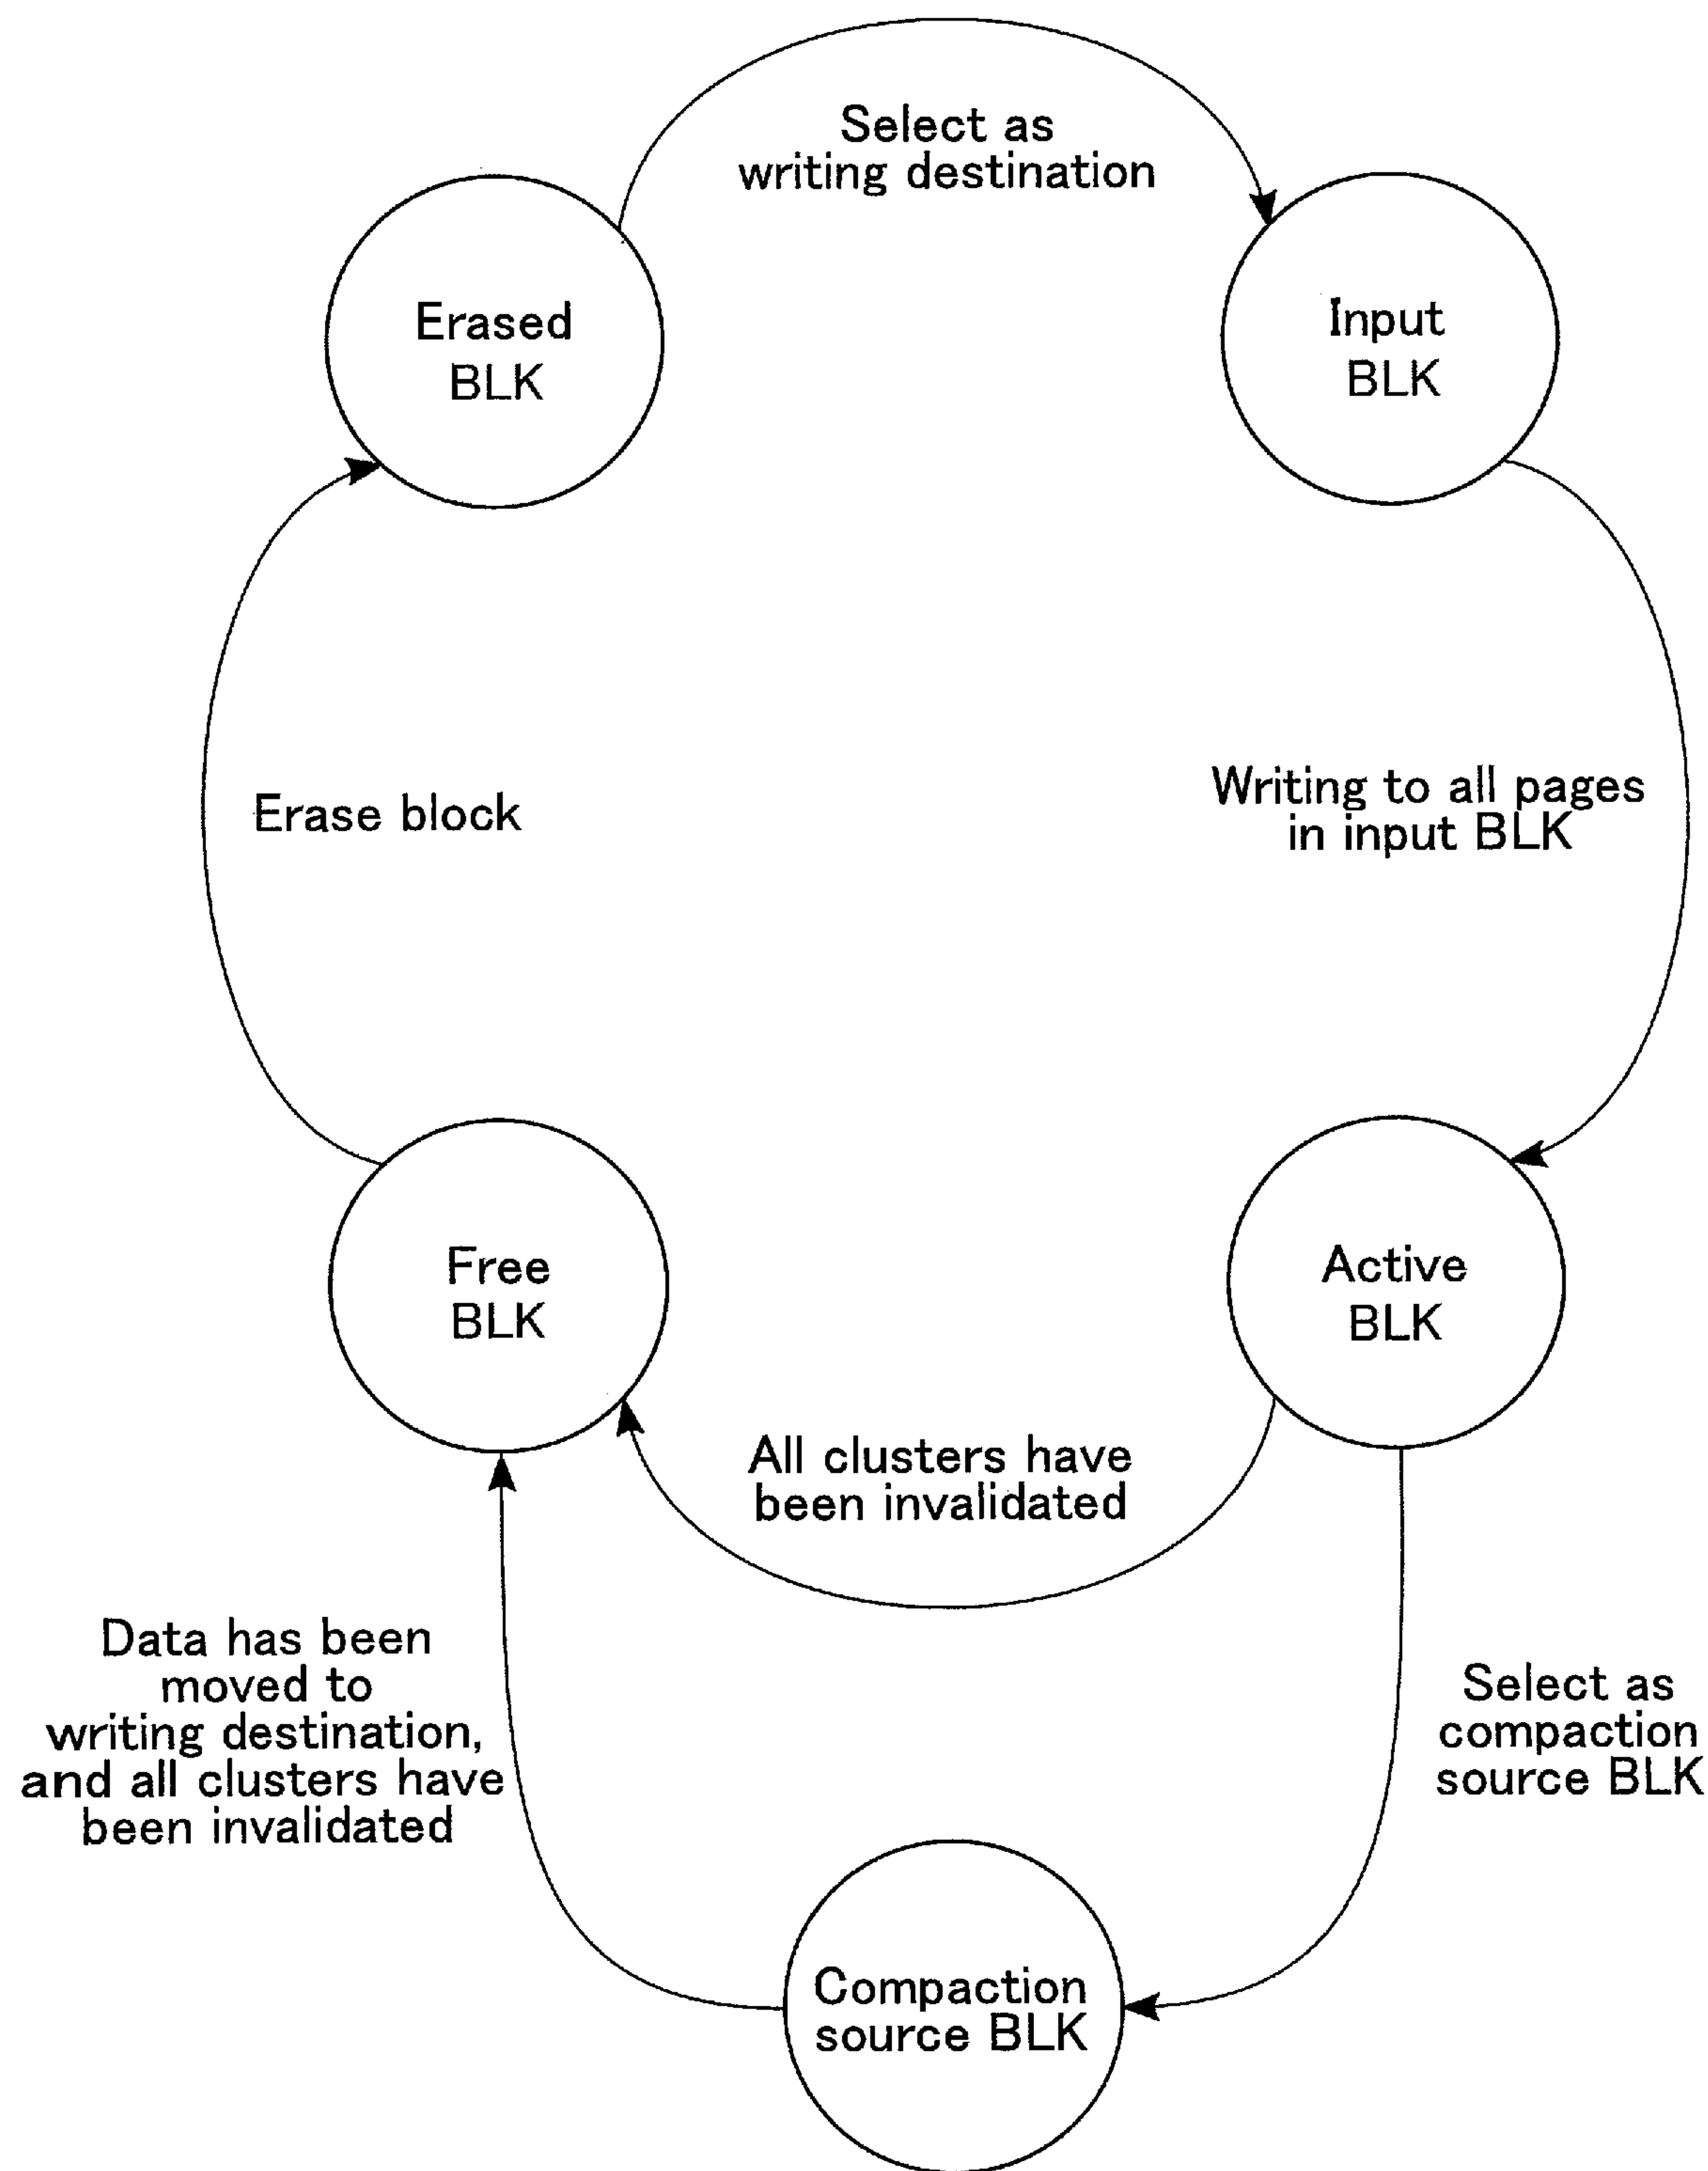 Select as
writing destination
Erased
BLK
Input
BLK
Erase block
Writing to all pages
in input BLK
Free
BLK
Active
BLK
All clusters have
been invalidated
Data has been
moved to
writing destination,
and all clusters have
been invalidated
Select as
compaction
source BLK
Compaction
source BLK